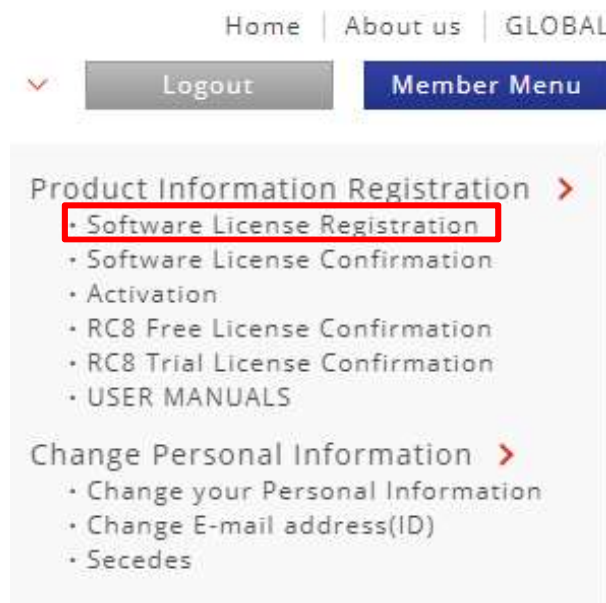 Home | About us | GLOBAL
Logout Member Menu
Product Information Registration
・Software License Registration
・Software License Confirmation
・Activation
・RC8 Free License Confirmation
・RC8 Trial License Confirmation
・USER MANUALS
Change Personal Information
・Change your Personal Information
・Change E-mail address(ID)
・Secedes